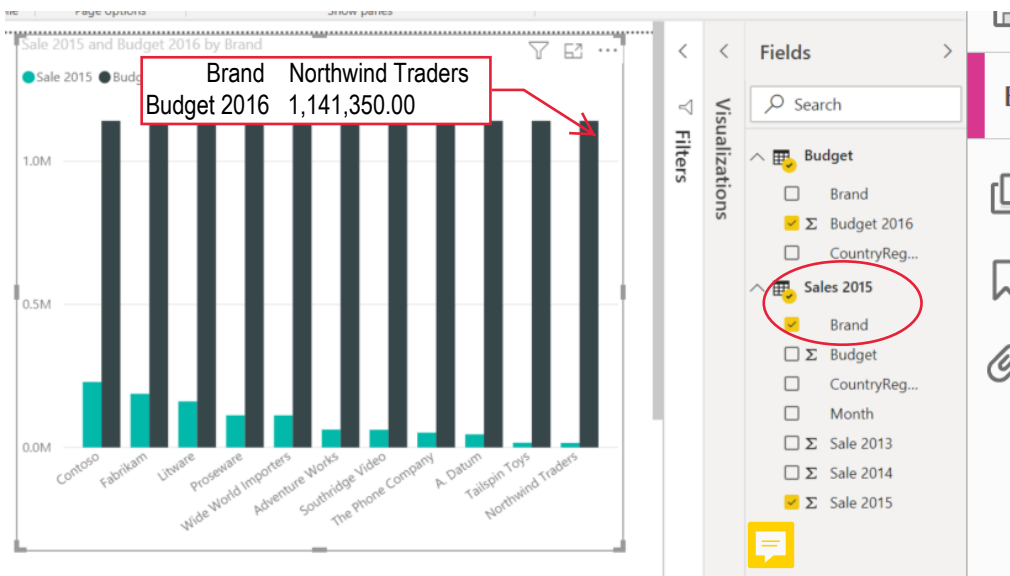 Page options
Show panes
Sale 2015 and Budget 2016 by Brand
Sale 2015 Budg
Brand Northwind Traders
Budget 2016 1,141,350.00
1.0M
0.5M
0.0M
Contoso
Fabrikam
Litware
Proseware
Wide World Importers
Adventure Works
Southridge Video
The Phone Company
A. Datum
Tailspin Toys
Northwind Traders
Filters
Visualizations
Fields
Search
Budget
Brand
Σ Budget 2016
CountryReg...
Sales 2015
Brand
Σ Budget
CountryReg...
Month
Σ Sale 2013
Σ Sale 2014
Σ Sale 2015